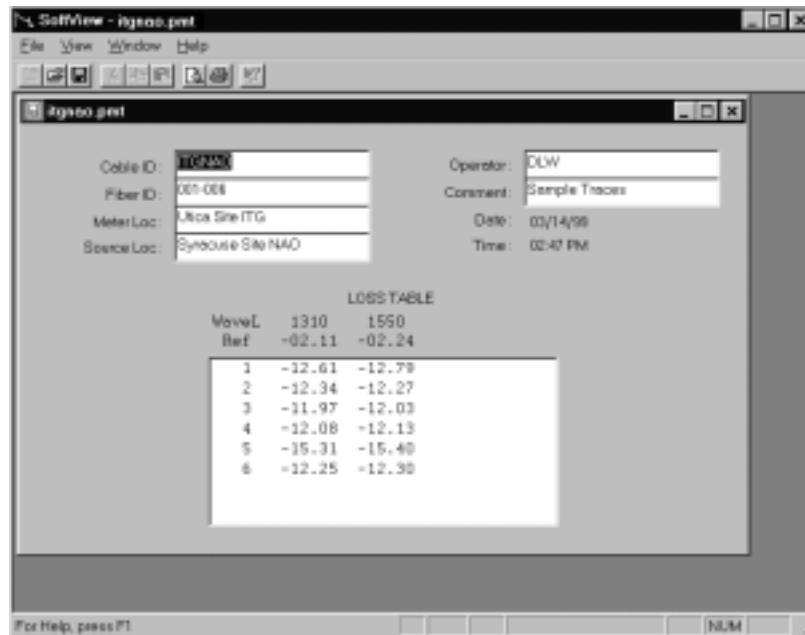 SoftView - itgnao.pmt
File View Window Help
itgnao.pmt
Cable ID: ITGNAO
Operator: DLW
Fiber ID: 001-006
Comment: Sample Traces
Meter Loc: Utica Site ITG
Date: 03/14/99
Source Loc: Syracuse Site NAO
Time: 02:47 PM
LOSS TABLE
WaveL 1310 1550
Ref -02.11 -02.24
1 -12.61 -12.79
2 -12.34 -12.27
3 -11.97 -12.03
4 -12.08 -12.13
5 -15.31 -15.40
6 -12.25 -12.30
For Help, press F1
NUM